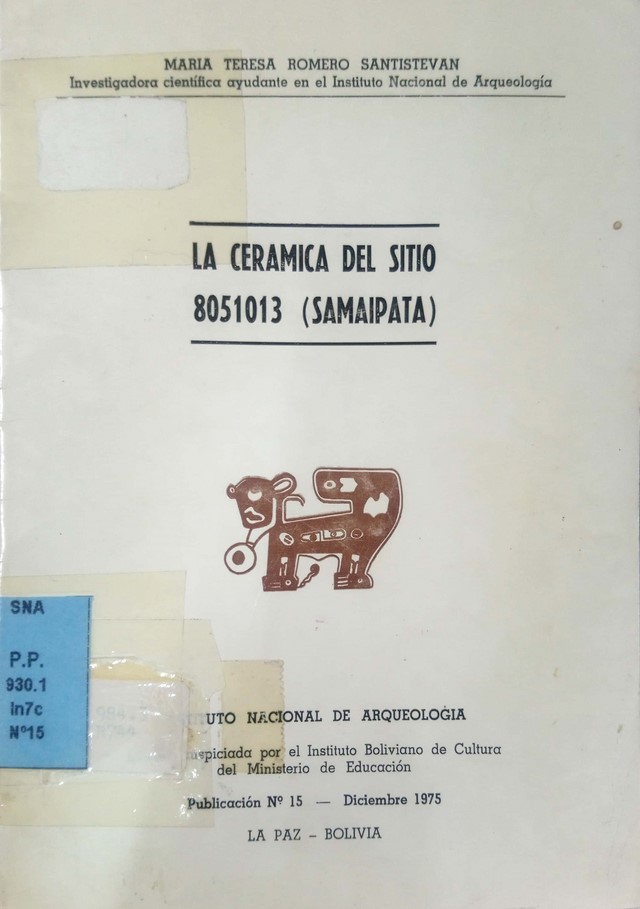 MARIA TERESA ROMERO SANTISTEVAN
Investigadora científica ayudante en el Instituto Nacional de Arqueología
LA CERAMICA DEL SITIO
8051013 (SAMAIPATA)
SNA
P.P.
930.1
In7c
Nº15
TUTO NACIONAL DE ARQUEOLOGIA
spiciada por el Instituto Boliviano de Cultura
del Ministerio de Educación
Publicación Nº 15 — Diciembre 1975
LA PAZ – BOLIVIA